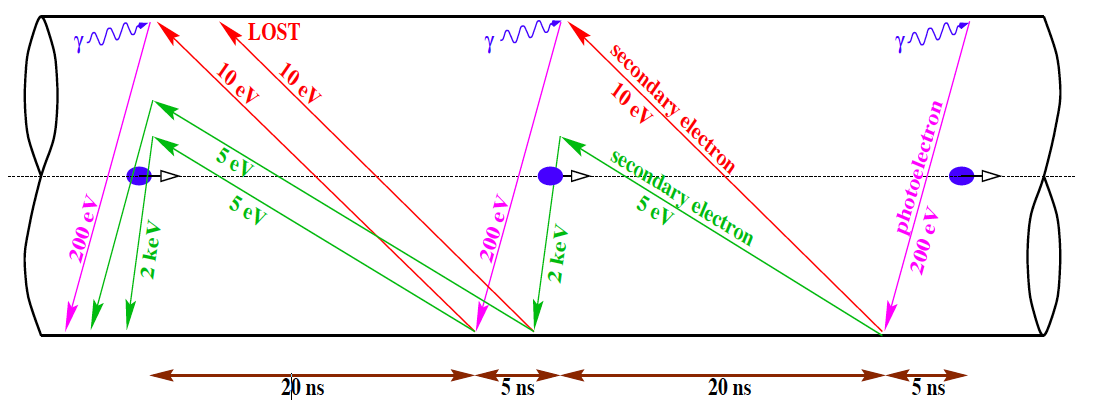 γ
LOST
γ
γ
10 eV
10 eV
secondary electron
10 eV
photoelectron
200 eV
5 eV
5 eV
secondary electron
5 eV
200 eV
2 keV
200 eV
2 keV
20 ns
5 ns
20 ns
5 ns